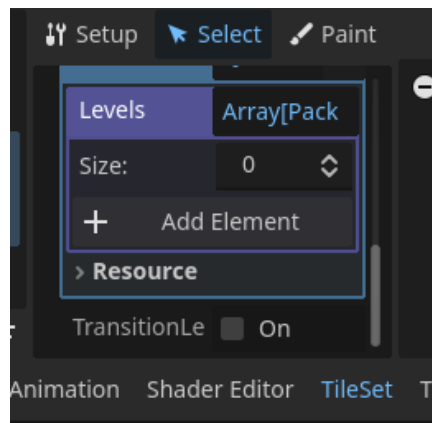 Setup Select Paint
Levels Array[Pack
Size: 0
+ Add Element
> Resource
TransitionLe On
Animation Shader Editor TileSet T